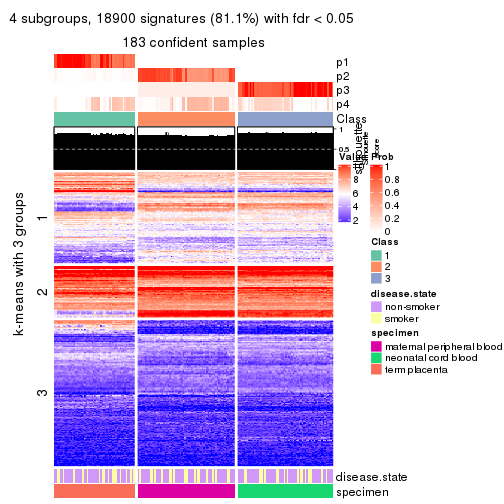 4 subgroups, 18900 signatures (81.1%) with fdr < 0.05
183 confident samples
p1
p2
p3
p4
Class
1
0.5
silhouette
score
Value
10
8
6
4
2
Prob
1
0.8
0.6
0.4
0.2
0
Class
1
2
3
disease.state
non-smoker
smoker
specimen
maternal peripheral blood
neonatal cord blood
term placenta
k-means with 3 groups
1
2
3
disease.state
specimen